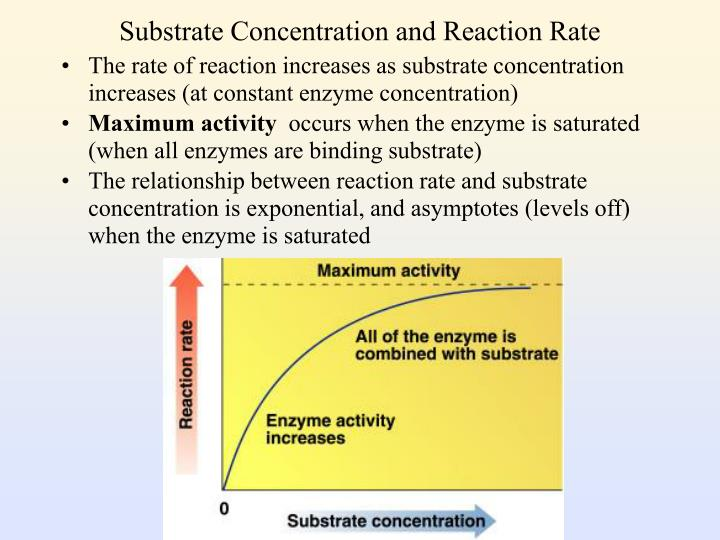 Substrate Concentration and Reaction Rate
• The rate of reaction increases as substrate concentration
increases (at constant enzyme concentration)
• Maximum activity occurs when the enzyme is saturated
(when all enzymes are binding substrate)
• The relationship between reaction rate and substrate
concentration is exponential, and asymptotes (levels off)
when the enzyme is saturated
Maximum activity
Reaction rate
All of the enzyme is
combined with substrate
Enzyme activity
increases
0
Substrate concentration